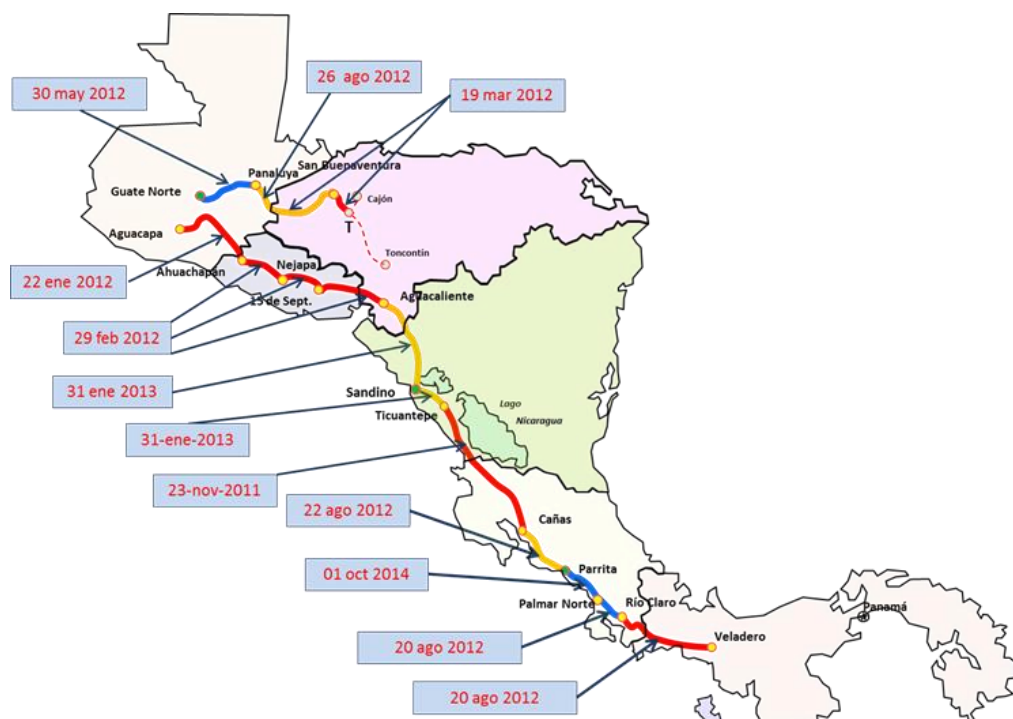 26 ago 2012
30 may 2012
19 mar 2012
San Buenaventura
Panaluya
Guate Norte
Cajón
T
Aguacapa
Toncontín
22 ene 2012
Ahuachapán
Nejapa
Aguacaliente
15 de Sept.
29 feb 2012
31 ene 2013
Sandino
Lago
Nicaragua
Ticuantepe
31-ene-2013
23-nov-2011
22 ago 2012
Cañas
01 oct 2014
Parrita
Palmar Norte
Río Claro
Panamá
20 ago 2012
Veladero
20 ago 2012